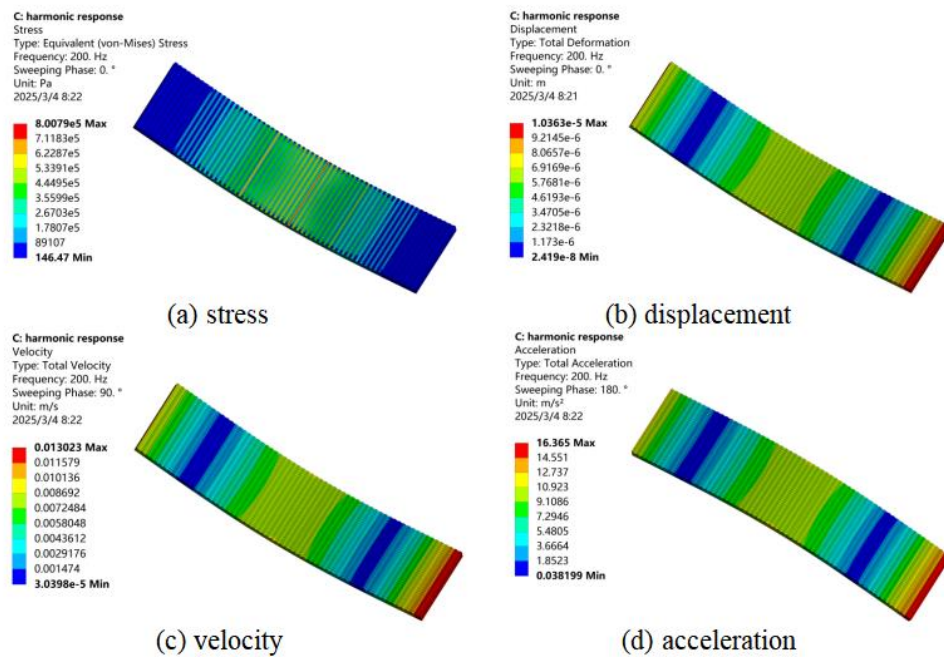 C: harmonic response
Stress
Type: Equivalent (von-Mises) Stress
Frequency: 200. Hz
Sweeping Phase: 0. °
Unit: Pa
2025/3/4 8:22
8.0079e5 Max
7.1183e5
6.2287e5
5.3391e5
4.4495e5
3.5599e5
2.6703e5
1.7807e5
89107
146.47 Min
(a) stress
C: harmonic response
Displacement
Type: Total Deformation
Frequency: 200. Hz
Sweeping Phase: 0. °
Unit: m
2025/3/4 8:21
1.0363e-5 Max
9.2145e-6
8.0657e-6
6.9169e-6
5.7681e-6
4.6193e-6
3.4705e-6
2.3218e-6
1.173e-6
2.419e-8 Min
(b) displacement
C: harmonic response
Velocity
Type: Total Velocity
Frequency: 200. Hz
Sweeping Phase: 90. °
Unit: m/s
2025/3/4 8:22
0.013023 Max
0.011579
0.010136
0.008692
0.0072484
0.0058048
0.0043612
0.0029176
0.001474
3.0398e-5 Min
(c) velocity
C: harmonic response
Acceleration
Type: Total Acceleration
Frequency: 200. Hz
Sweeping Phase: 180. °
Unit: m/s²
2025/3/4 8:22
16.365 Max
14.551
12.737
10.923
9.1086
7.2946
5.4805
3.6664
1.8523
0.038199 Min
(d) acceleration